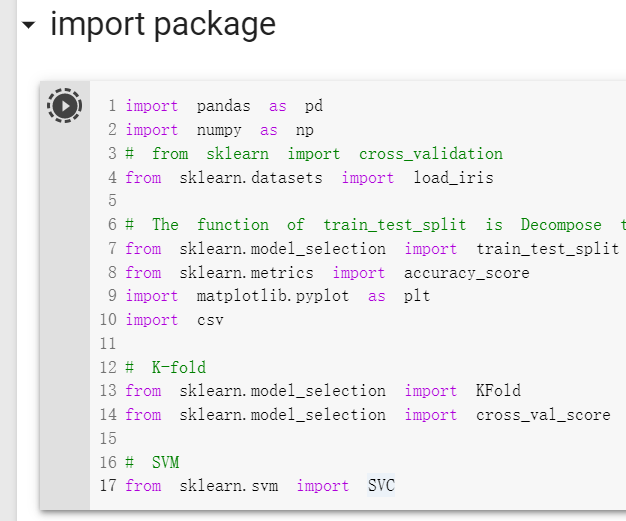 import package
1 import pandas as pd
2 import numpy as np
3 # from sklearn import cross_validation
4 from sklearn.datasets import load_iris
5
6 # The function of train_test_split is Decompose t
7 from sklearn.model_selection import train_test_split
8 from sklearn.metrics import accuracy_score
9 import matplotlib.pyplot as plt
10 import csv
11
12 # K-fold
13 from sklearn.model_selection import KFold
14 from sklearn.model_selection import cross_val_score
15
16 # SVM
17 from sklearn.svm import SVC